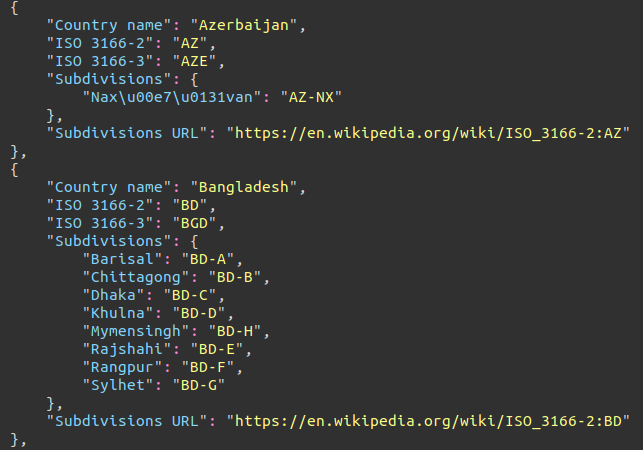 {
    "Country name": "Azerbaijan",
    "ISO 3166-2": "AZ",
    "ISO 3166-3": "AZE",
    "Subdivisions": {
        "Nax\u00e7\u0131van": "AZ-NX"
    },
    "Subdivisions URL": "https://en.wikipedia.org/wiki/ISO_3166-2:AZ"
},
{
    "Country name": "Bangladesh",
    "ISO 3166-2": "BD",
    "ISO 3166-3": "BGD",
    "Subdivisions": {
        "Barisal": "BD-A",
        "Chittagong": "BD-B",
        "Dhaka": "BD-C",
        "Khulna": "BD-D",
        "Mymensingh": "BD-H",
        "Rajshahi": "BD-E",
        "Rangpur": "BD-F",
        "Sylhet": "BD-G"
    },
    "Subdivisions URL": "https://en.wikipedia.org/wiki/ISO_3166-2:BD"
},